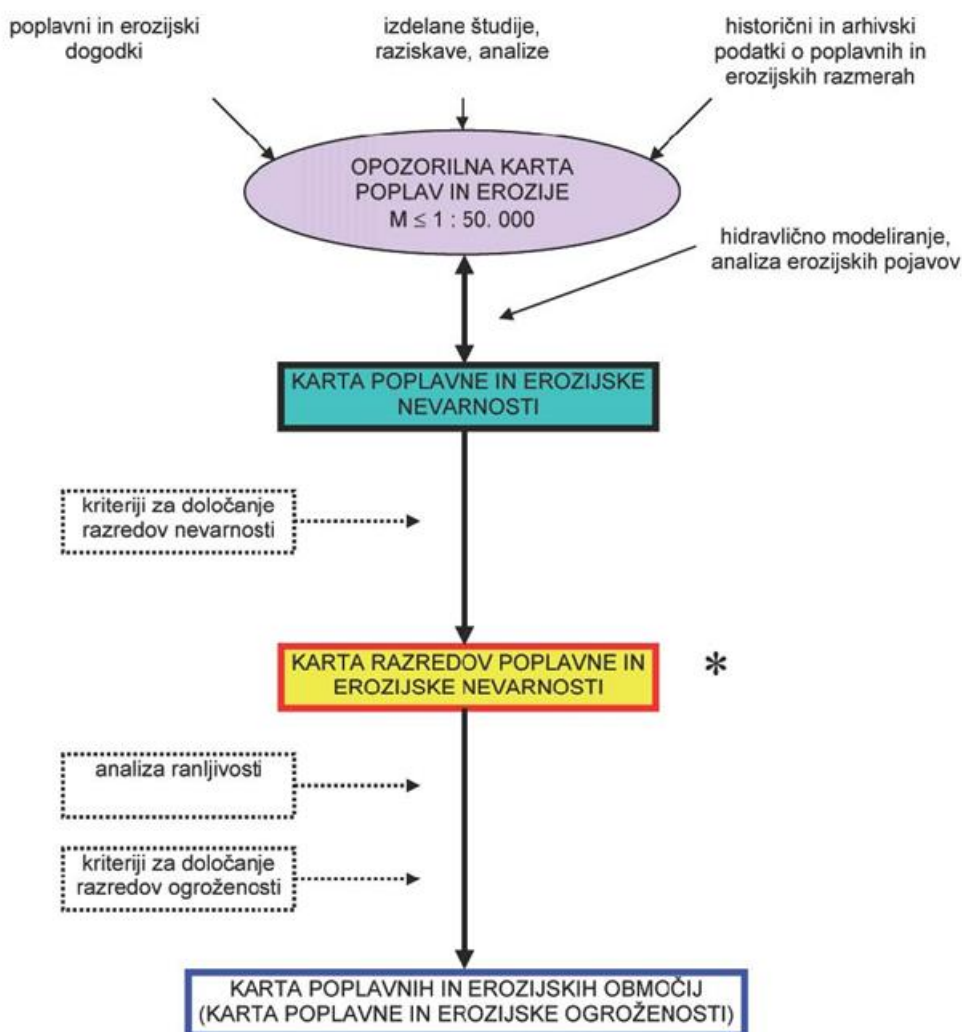 poplavni in erozijski
dogodki
izdelane študije,
raziskave, analize
historični in arhivski
podatki o poplavnih in
erozijskih razmerah
OPOZORILNA KARTA
POPLAV IN EROZIJE
M ≤ 1 : 50. 000
hidravlično modeliranje,
analiza erozijskih pojavov
KARTA POPLAVNE IN EROZIJSKE
NEVARNOSTI
kriteriji za določanje
razredov nevarnosti
KARTA RAZREDOV POPLAVNE IN
EROZIJSKE NEVARNOSTI
*
analiza ranljivosti
kriteriji za določanje
razredov ogroženosti
KARTA POPLAVNIH IN EROZIJSKIH OBMOČIJ
(KARTA POPLAVNE IN EROZIJSKE OGROŽENOSTI)